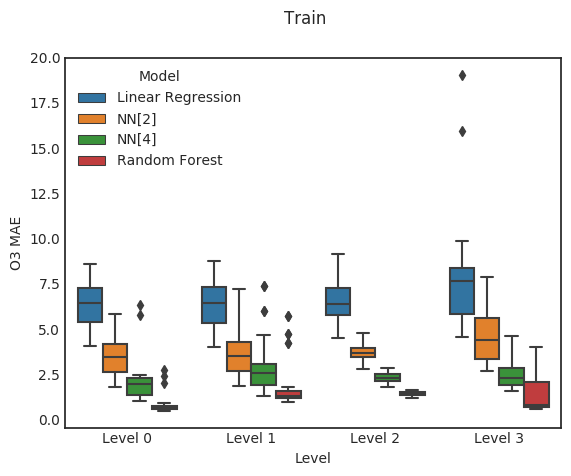 Train
20.0
17.5
15.0
12.5
10.0
7.5
5.0
2.5
0.0
O3 MAE
Model
Linear Regression
NN[2]
NN[4]
Random Forest
Level 0 Level 1 Level 2 Level 3
Level